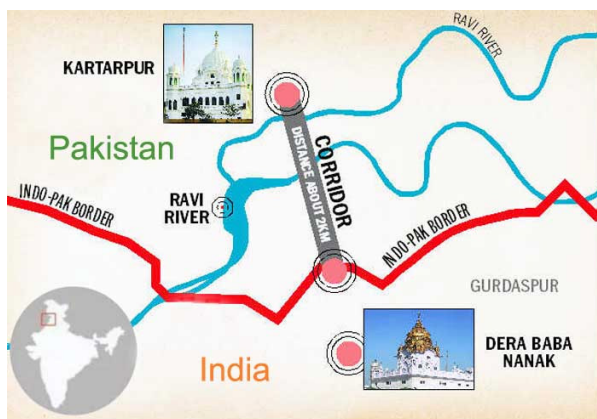 RAVI RIVER
KARTARPUR
Pakistan
CORRIDOR
DISTANCE ABOUT 2KM
RAVI
RIVER
INDO-PAK BORDER
INDO-PAK BORDER
GURDASPUR
DERA BABA
NANAK
India